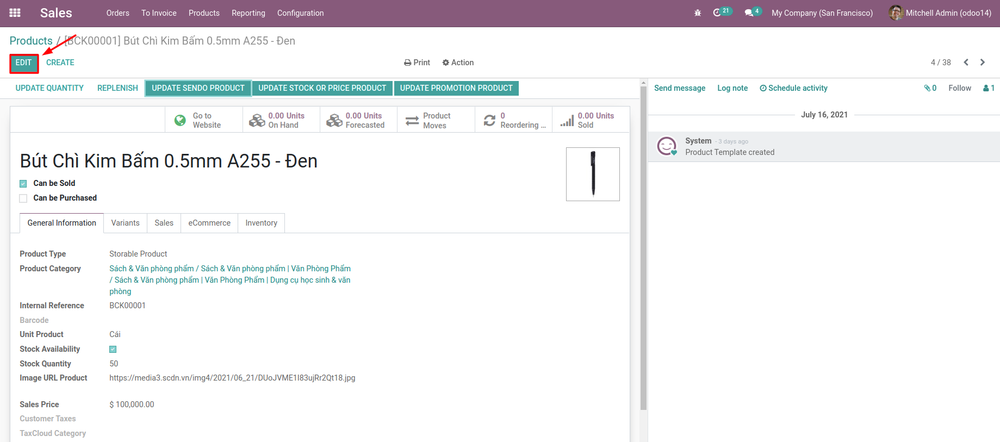 Sales
Orders To Invoice Products Reporting Configuration
21 4 My Company (San Francisco) Mitchell Admin (odoo14)
Products / [BCK00001] Bút Chì Kim Bấm 0.5mm A255 - Đen
EDIT CREATE
Print Action
4 / 38
UPDATE QUANTITY REPLENISH UPDATE SENDO PRODUCT UPDATE STOCK OR PRICE PRODUCT UPDATE PROMOTION PRODUCT
Send message Log note Schedule activity 0 Follow 1
Go to
Website
0.00 Units
On Hand
0.00 Units
Forecasted
Product
Moves
0
Reordering ...
0.00 Units
Sold
July 16, 2021
System - 3 days ago
Product Template created
Bút Chì Kim Bấm 0.5mm A255 - Đen
Can be Sold
Can be Purchased
General Information Variants Sales eCommerce Inventory
Product Type Storable Product
Product Category Sách & Văn phòng phẩm / Sách & Văn phòng phẩm | Văn Phòng Phẩm
/ Sách & Văn phòng phẩm | Văn Phòng Phẩm | Dụng cụ học sinh & văn
phòng
Internal Reference BCK00001
Barcode
Unit Product Cái
Stock Availability
Stock Quantity 50
Image URL Product https://media3.scdn.vn/img4/2021/06_21/DUoJVME1I83ujRr2Qt18.jpg
Sales Price $ 100,000.00
Customer Taxes
TaxCloud Category